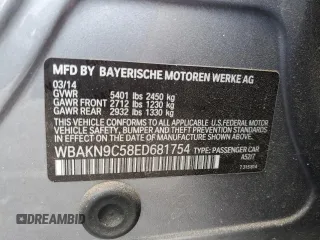 MFD BY BAYERISCHE MOTOREN WERKE AG
03/14
GVWR 5401 lbs 2450 kg
GAWR FRONT 2712 lbs 1230 kg
GAWR REAR 2932 lbs 1330 kg
THIS VEHICLE CONFORMS TO ALL APPLICABLE
U.S.FEDERAL MOTOR VEHICLE SAFETY,
BUMPER AND THEFT PREVENTION STANDARDS
IN EFFECT ON THE DATE OF
MANUFACTURE SHOWN ABOVE.
WBAKN9C58ED681754 TYPE: PASSENGER CAR
DREAMBID